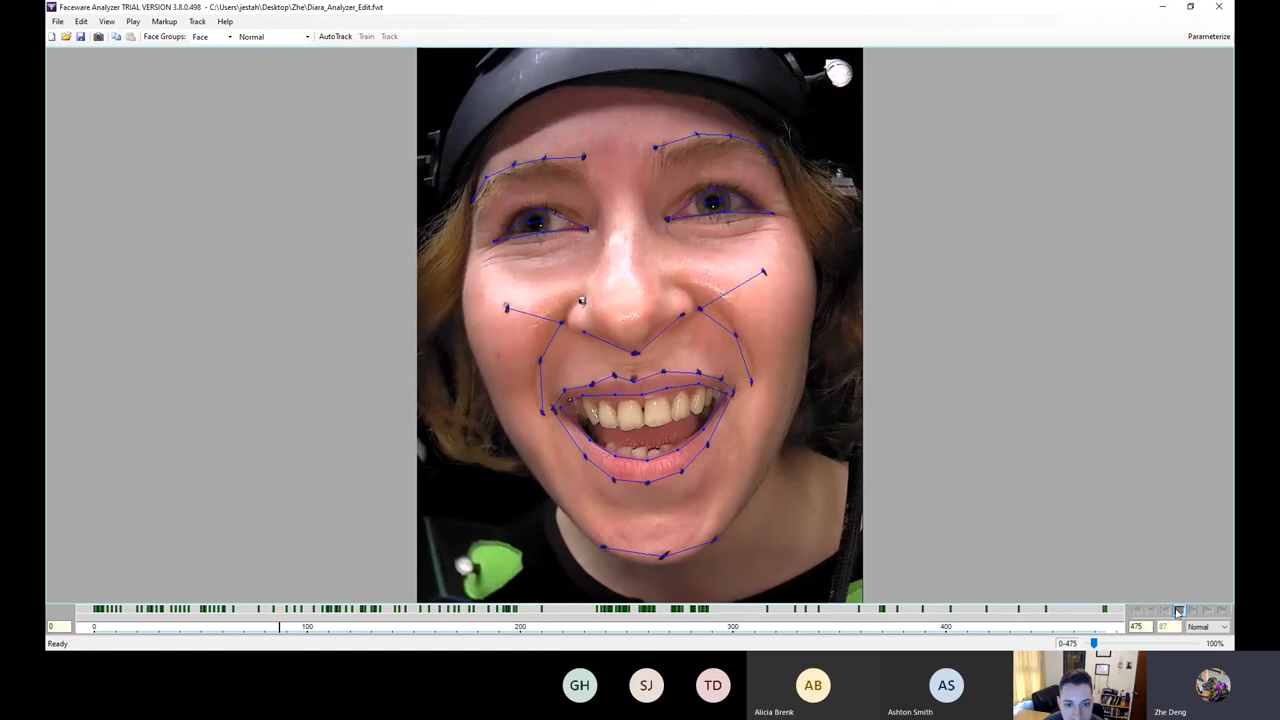 Faceware Analyzer TRIAL VERSION 3.8.0.498 - C:\Users\jestah\Desktop\Zhe\Diara_Analyzer_Edit.fwt
File Edit View Play Markup Track Help
Face Groups: Face Normal AutoTrack Train Track Parameterize
0 0 100 200 300 400 475 87 Normal
Ready 0-475 100%
GH SJ TD AB AS
Alicia Brenk Ashton Smith Zhe Deng